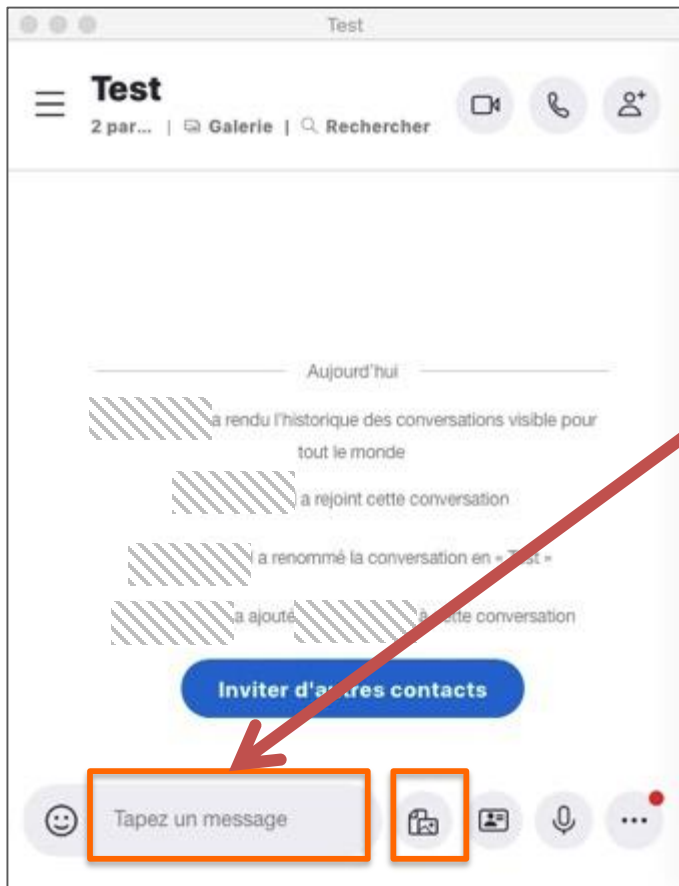 Test
Test
2 par... | Galerie | Rechercher
Aujourd'hui
a rendu l'historique des conversations visible pour
tout le monde
a rejoint cette conversation
a renommé la conversation en « Test »
a ajouté à cette conversation
Inviter d'autres contacts
Tapez un message